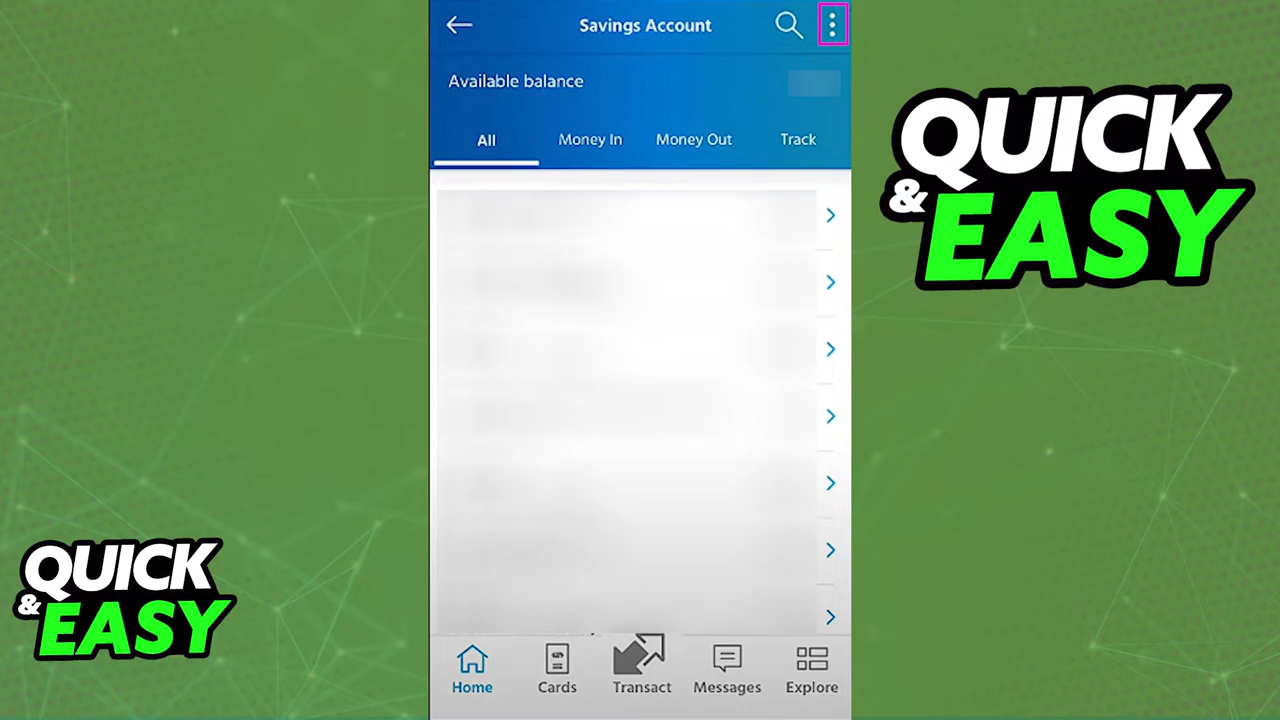 Savings Account
Available balance
All Money In Money Out Track
Home Cards Transact Messages Explore
QUICK
& EASY
QUICK
& EASY